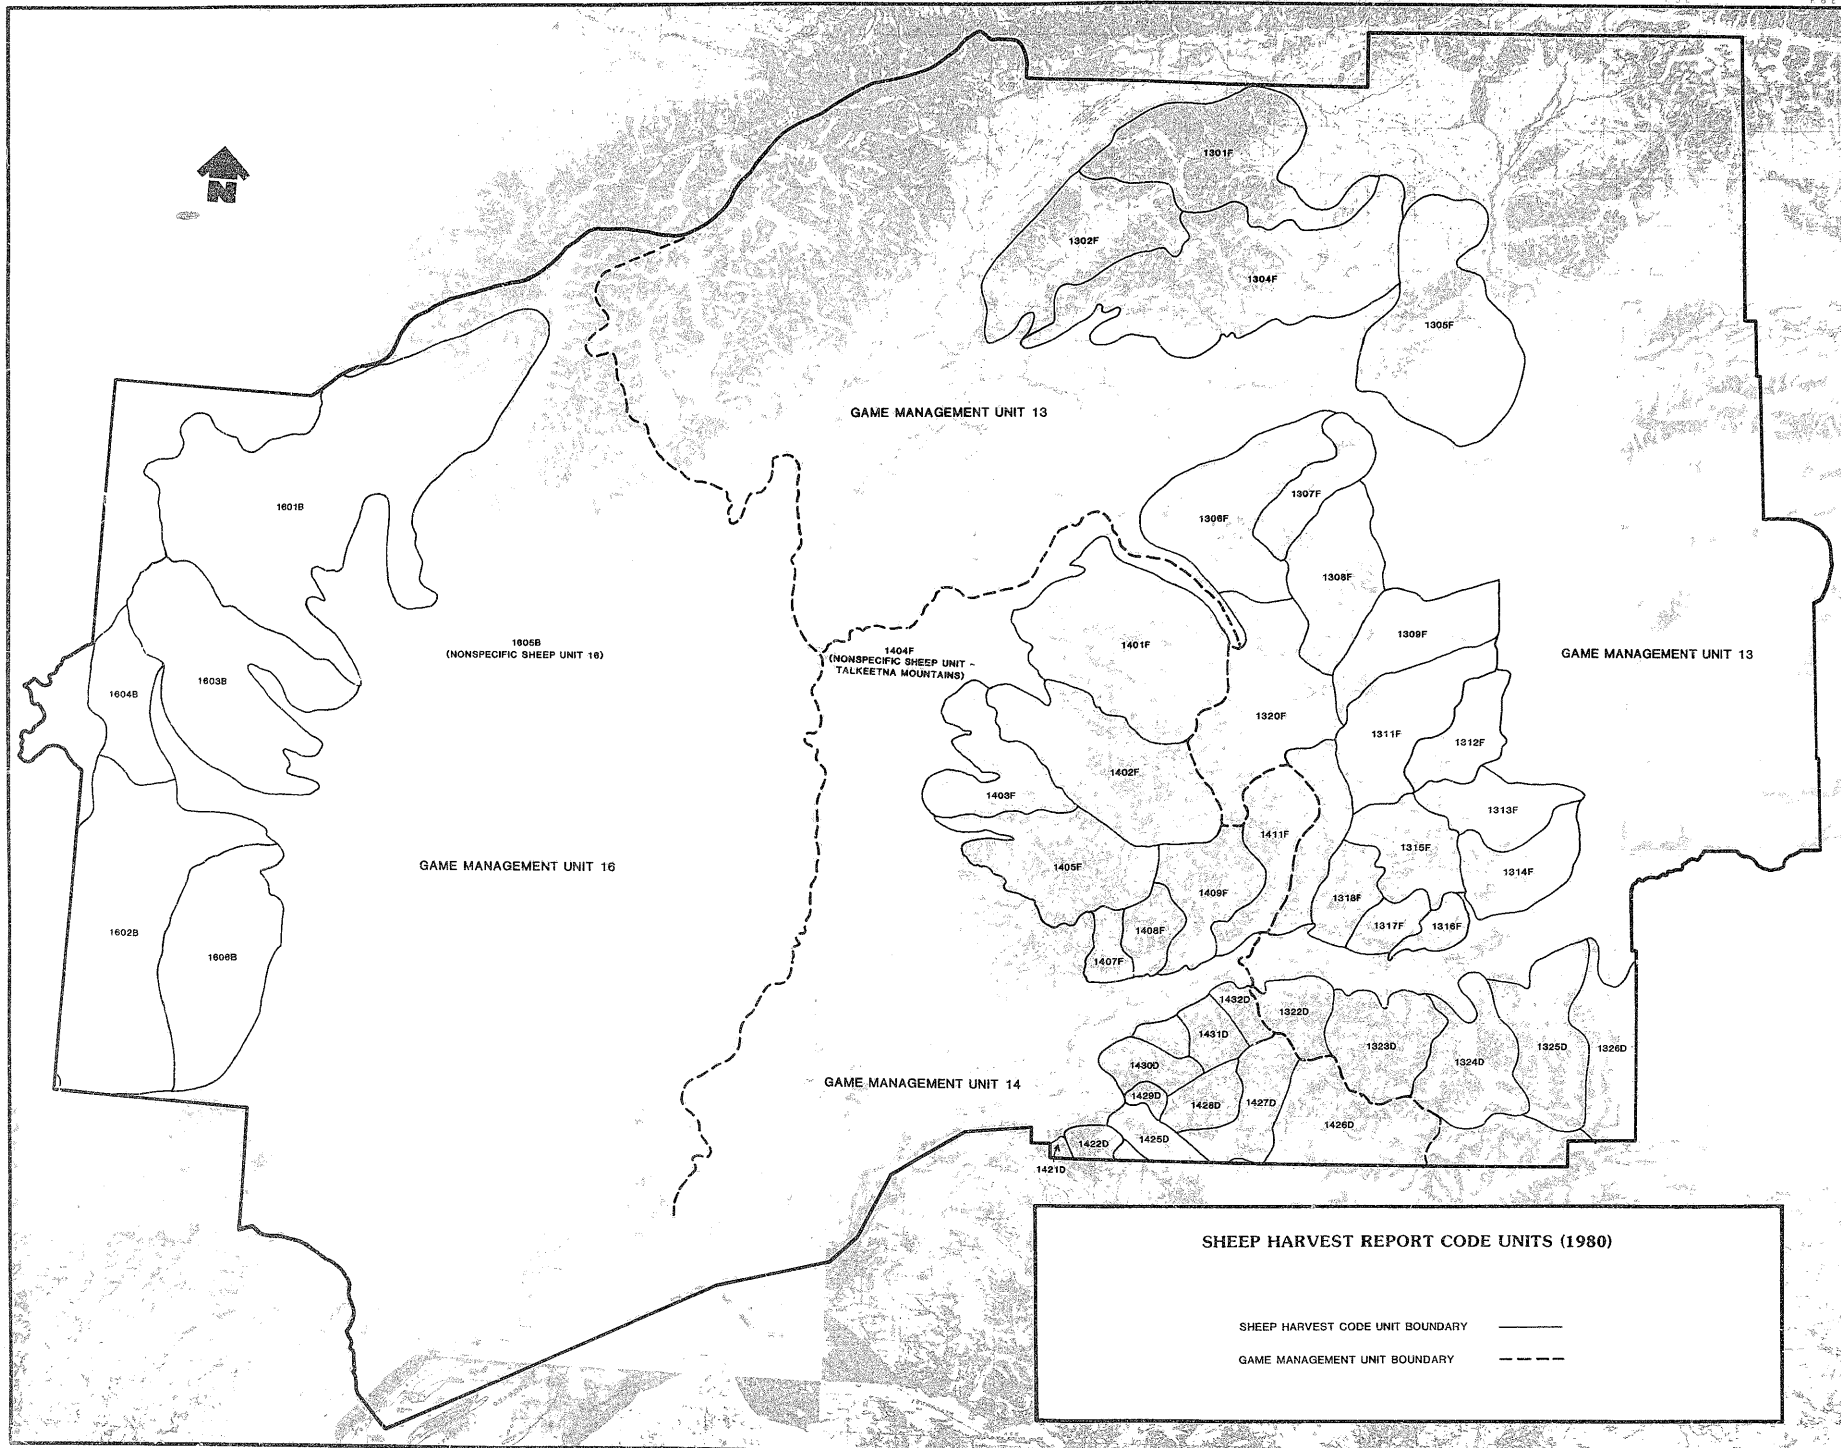 N
1301F
1302F
1304F
1305F
GAME MANAGEMENT UNIT 13
1307F
1306F
1601B
1308F
1309F
1605B
(NONSPECIFIC SHEEP UNIT 16)
1404F
(NONSPECIFIC SHEEP UNIT -
TALKEETNA MOUNTAINS)
1401F
GAME MANAGEMENT UNIT 13
1604B
1603B
1320F
1311F
1312F
1402F
1403F
1313F
1411F
1315F
GAME MANAGEMENT UNIT 16
1405F
1314F
1409F
1318F
1317F
1316F
1602B
1408F
1606B
1407F
1432D
1322D
1431D
1323D
1325D
1326D
1324D
1430D
GAME MANAGEMENT UNIT 14
1429D
1428D
1427D
1426D
1422D
1425D
1421D
SHEEP HARVEST REPORT CODE UNITS (1980)
SHEEP HARVEST CODE UNIT BOUNDARY
GAME MANAGEMENT UNIT BOUNDARY